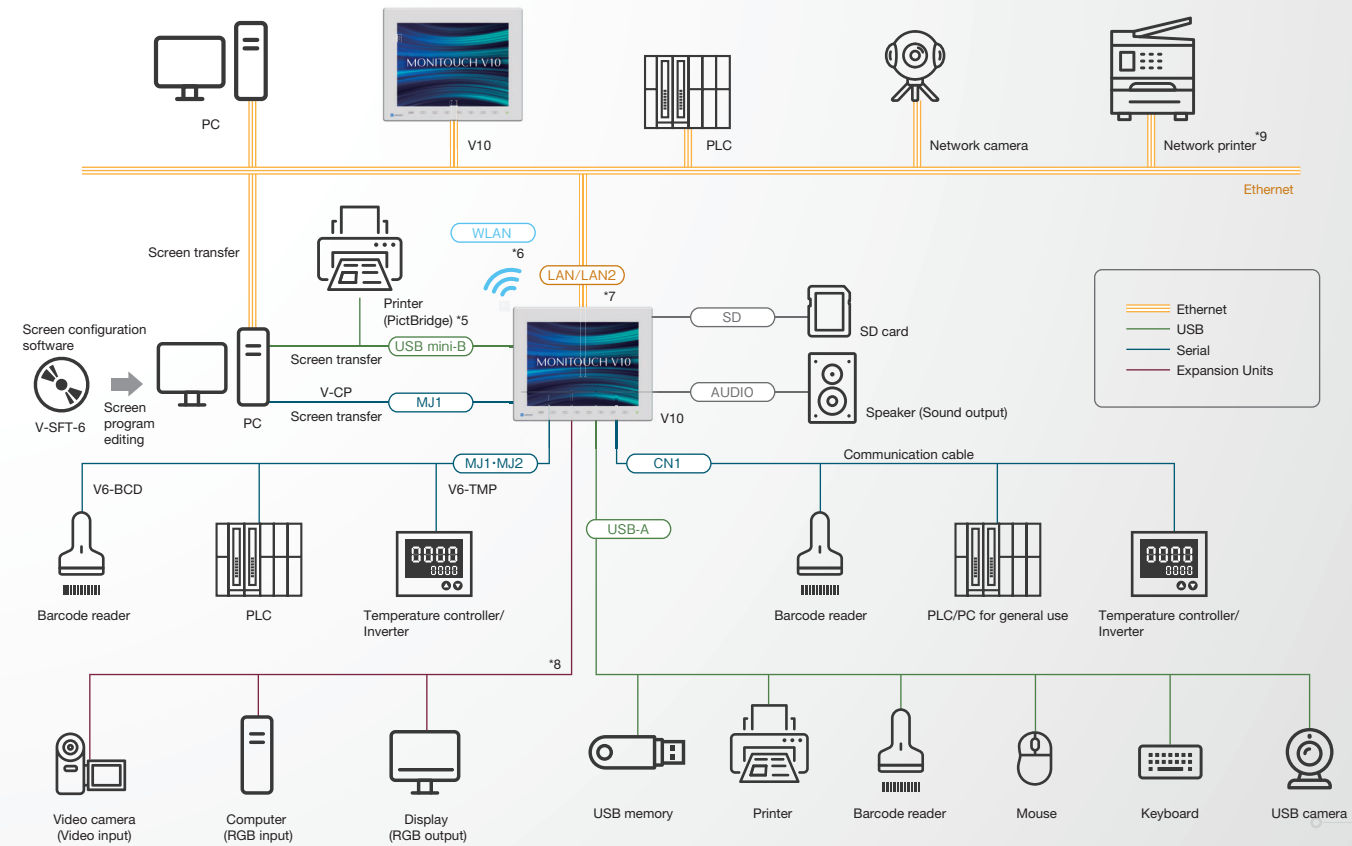 MONITOUCH V10
PC
V10
PLC
Network camera
Network printer*9
Ethernet
Screen transfer
WLAN
*6
LAN/LAN2
*7
Printer
(PictBridge) *5
USB mini-B
Screen transfer
Screen configuration
software
V-SFT-6
Screen
program
editing
PC
V-CP
MJ1
Screen transfer
MONITOUCH V10
V10
SD
SD card
AUDIO
Speaker (Sound output)
Ethernet
USB
Serial
Expansion Units
MJ1・MJ2
CN1
Communication cable
V6-BCD
V6-TMP
USB-A
0000
0000
0000
0000
Barcode reader
PLC
Temperature controller/
Inverter
Barcode reader
PLC/PC for general use
Temperature controller/
Inverter
*8
Video camera
(Video input)
Computer
(RGB input)
Display
(RGB output)
USB memory
Printer
Barcode reader
Mouse
Keyboard
USB camera